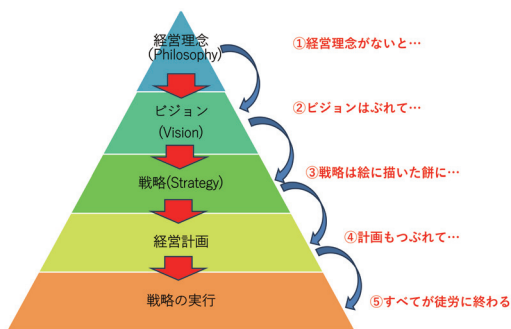 経営理念
(Philosophy)
①経営理念がないと…
②ビジョンはぶれて…
ビジョン
(Vision)
③戦略は絵に描いた餅に…
戦略(Strategy)
④計画もつぶれて…
経営計画
⑤すべてが徒労に終わる
戦略の実行